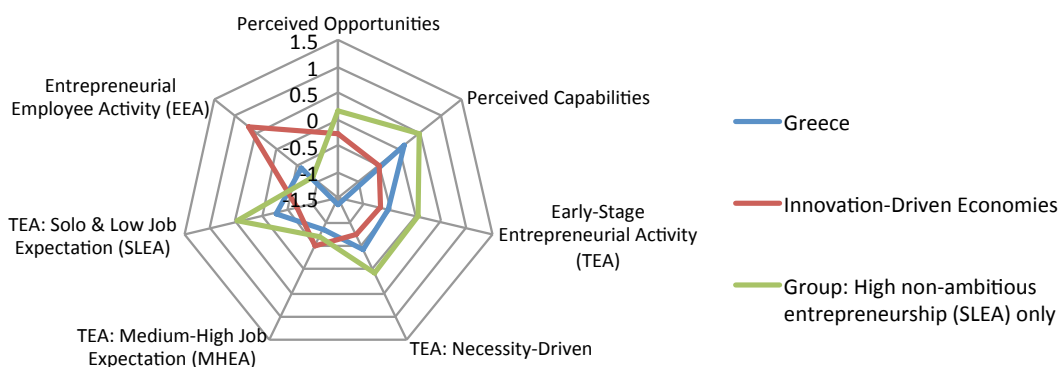 Perceived Opportunities
1.5
1
0.5
0
-0.5
-1
-1.5
Perceived Capabilities
Early-Stage
Entrepreneurial Activity
(TEA)
TEA: Necessity-Driven
TEA: Medium-High Job
Expectation (MHEA)
TEA: Solo & Low Job
Expectation (SLEA)
Entrepreneurial
Employee Activity (EEA)
Greece
Innovation-Driven Economies
Group: High non-ambitious
entrepreneurship (SLEA) only